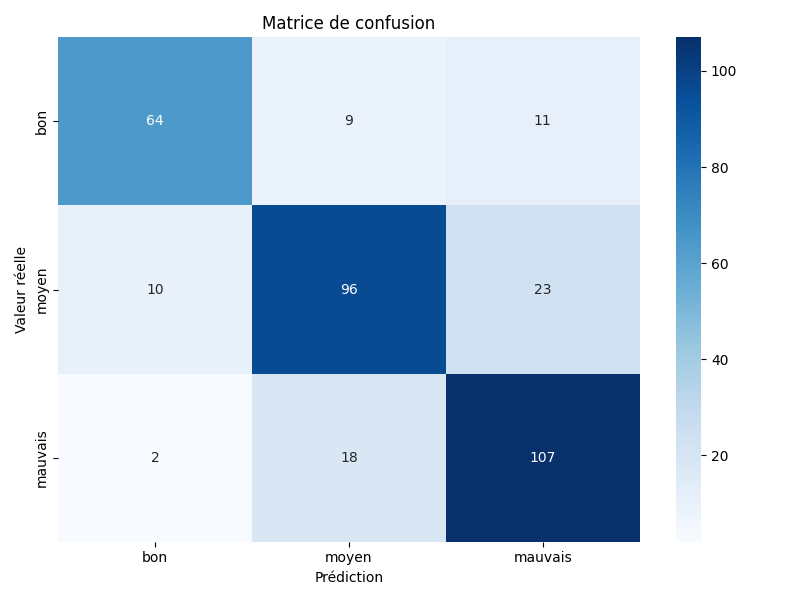 Matrice de confusion
bon
64
9
11
moyen
10
96
23
mauvais
2
18
107
bon
moyen
mauvais
Prédiction
Valeur réelle
100
80
60
40
20